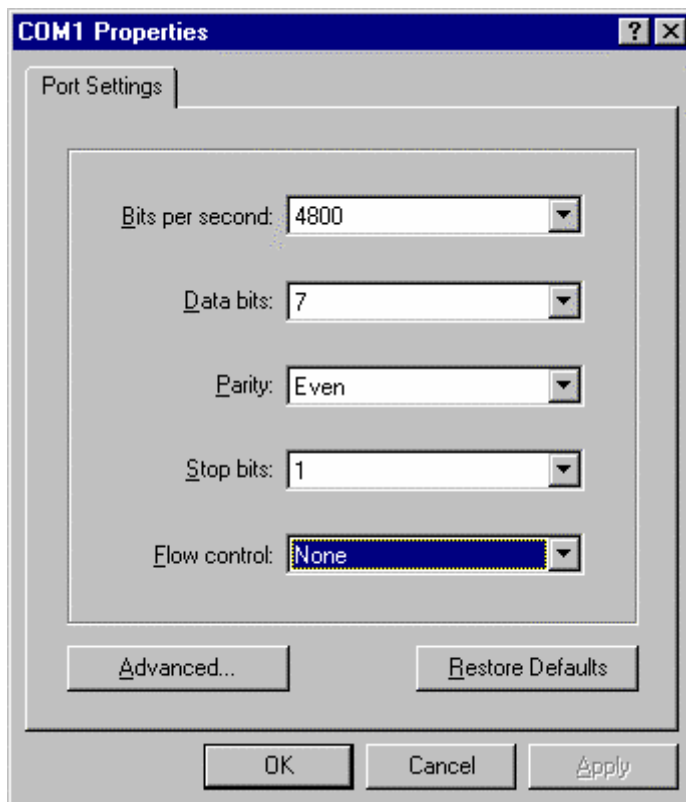 COM1 Properties
Port Settings
Bits per second: 4800
Data bits: 7
Parity: Even
Stop bits: 1
Flow control: None
Advanced... Restore Defaults
OK Cancel Apply